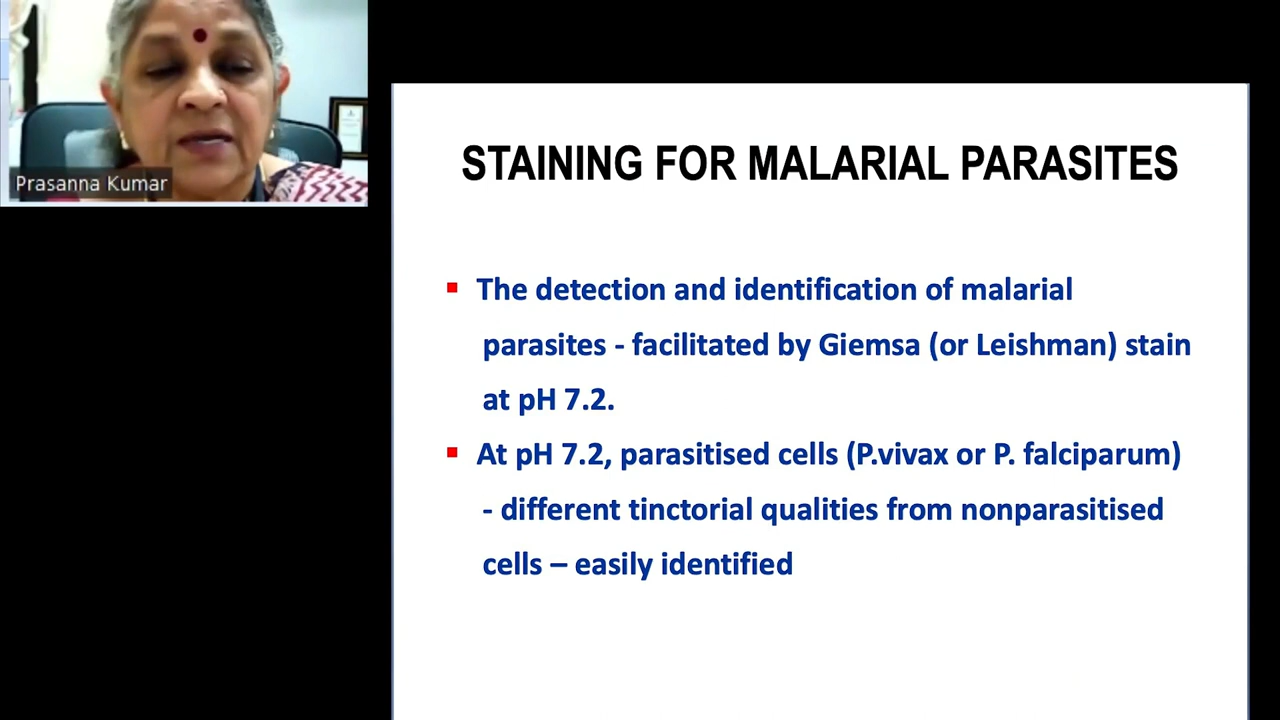 Prasanna Kumar
STAINING FOR MALARIAL PARASITES
▪ The detection and identification of malarial
parasites - facilitated by Giemsa (or Leishman) stain
at pH 7.2.
▪ At pH 7.2, parasitised cells (P.vivax or P. falciparum)
- different tinctorial qualities from nonparasitised
cells – easily identified